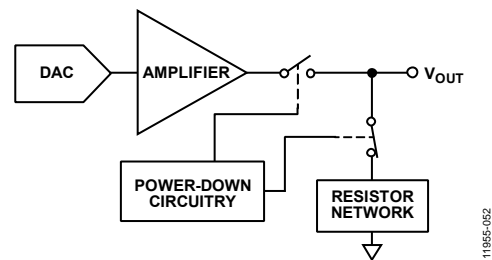 DAC
AMPLIFIER
VOUT
POWER-DOWN
CIRCUITRY
RESISTOR
NETWORK
11955-052